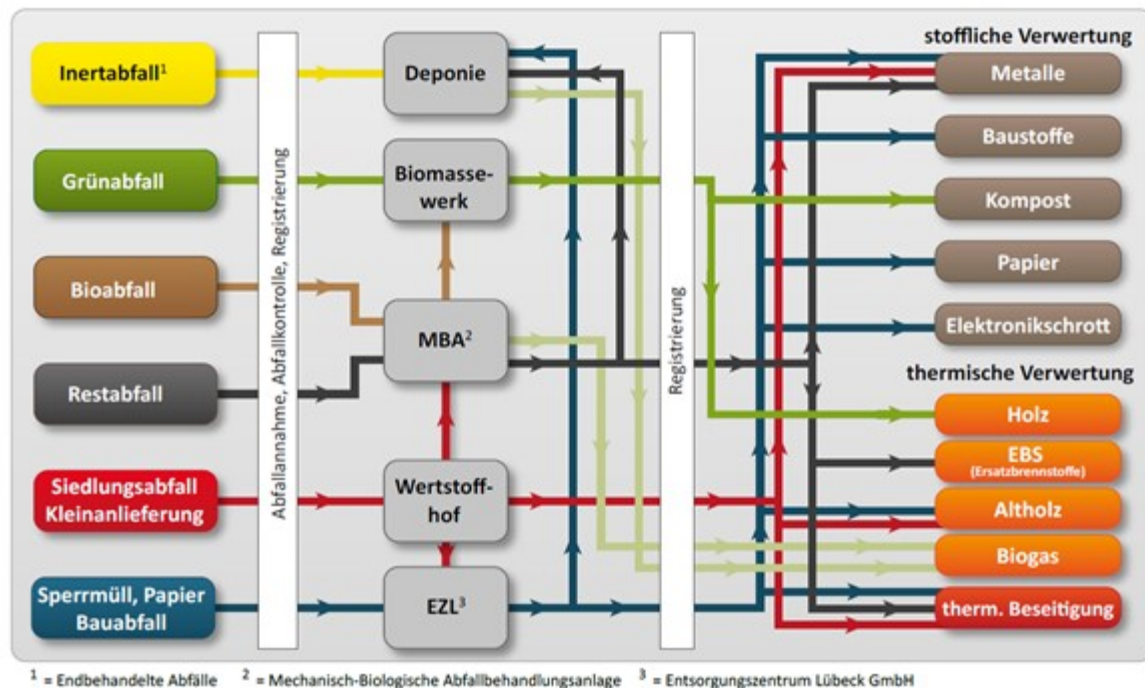 Inertabfall¹
Grünabfall
Bioabfall
Restabfall
Siedlungsabfall
Kleinanlieferung
Sperrmüll, Papier
Bauabfall
Abfallannahme, Abfallkontrolle, Registrierung
Deponie
Biomasse-
werk
MBA²
Wertstoff-
hof
EZL³
Registrierung
stoffliche Verwertung
Metalle
Baustoffe
Kompost
Papier
Elektronikschrott
thermische Verwertung
Holz
EBS
(Ersatzbrennstoffe)
Altholz
Biogas
therm. Beseitigung
¹ = Endbehandelte Abfälle ² = Mechanisch-Biologische Abfallbehandlungsanlage ³ = Entsorgungszentrum Lübeck GmbH